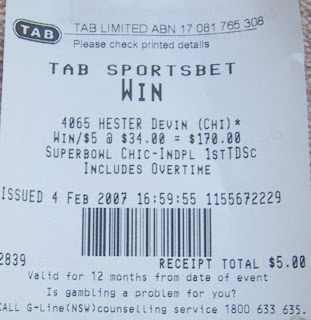 TAB TAB LIMITED ABN 17 081 765 308
Please check printed details
TAB SPORTSBET
WIN
4065 HESTER DEVIN (CHI)*
WIN/$5 @ $34.00 = $170.00
SUPERBOWL CHIC-INDPL 1STTDSC
INCLUDES OVERTIME
ISSUED 4 FEB 2007 16:59:55 1155672229
2839 RECEIPT TOTAL $5.00
Valid for 12 months from date of event
Is gambling a problem for you?
CALL G-Line(NSW)counselling service 1800 633 635.